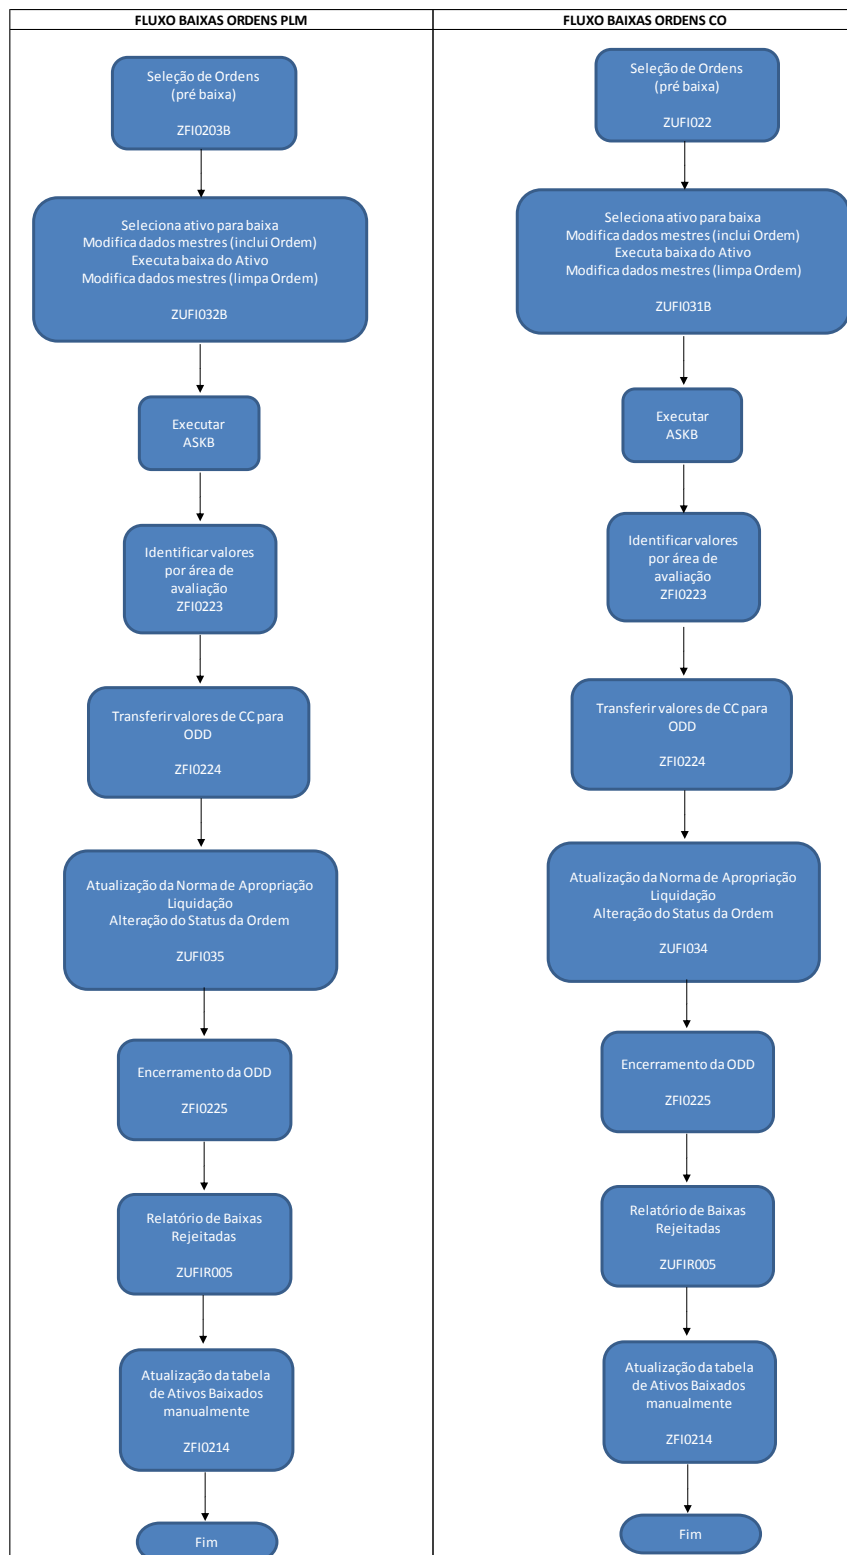 FLUXO BAIXAS ORDENS PLM
Seleção de Ordens
(pré baixa)
ZFI0203B
Seleciona ativo para baixa
Modifica dados mestres (inclui Ordem)
Executa baixa do Ativo
Modifica dados mestres (limpa Ordem)
ZUFI032B
Executar
ASKB
Identificar valores
por área de
avaliação
ZFI0223
Transferir valores de CC para
ODD
ZFI0224
Atualização da Norma de Apropriação
Liquidação
Alteração do Status da Ordem
ZUFI035
Encerramento da ODD
ZFI0225
Relatório de Baixas
Rejeitadas
ZUFIR005
Atualização da tabela
de Ativos Baixados
manualmente
ZFI0214
Fim
FLUXO BAIXAS ORDENS CO
Seleção de Ordens
(pré baixa)
ZUFI022
Seleciona ativo para baixa
Modifica dados mestres (inclui Ordem)
Executa baixa do Ativo
Modifica dados mestres (limpa Ordem)
ZUFI031B
Executar
ASKB
Identificar valores
por área de
avaliação
ZFI0223
Transferir valores de CC para
ODD
ZFI0224
Atualização da Norma de Apropriação
Liquidação
Alteração do Status da Ordem
ZUFI034
Encerramento da ODD
ZFI0225
Relatório de Baixas
Rejeitadas
ZUFIR005
Atualização da tabela
de Ativos Baixados
manualmente
ZFI0214
Fim